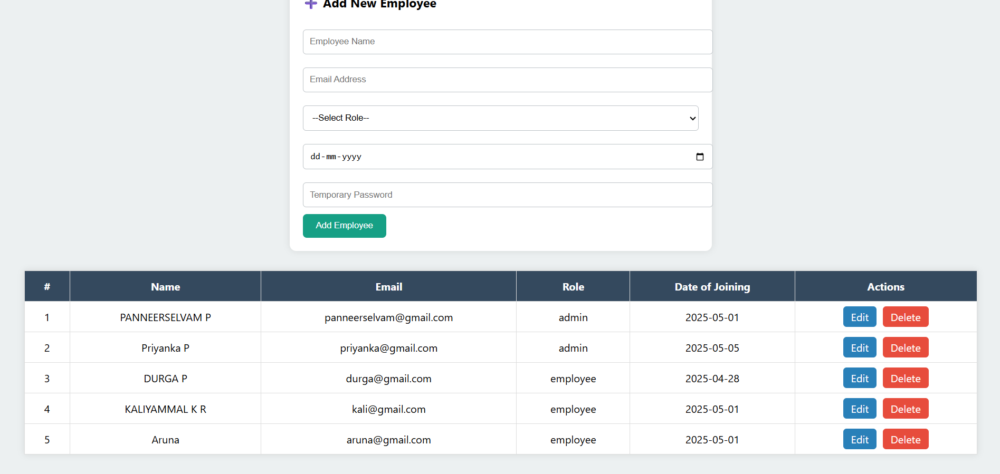 Add New Employee
Employee Name
Email Address
--Select Role--
dd-mm-yyyy
Temporary Password
Add Employee
# Name Email Role Date of Joining Actions
1 PANNEERSELVAM P panneerselvam@gmail.com admin 2025-05-01 Edit Delete
2 Priyanka P priyanka@gmail.com admin 2025-05-05 Edit Delete
3 DURGA P durga@gmail.com employee 2025-04-28 Edit Delete
4 KALIYAMMAL K R kali@gmail.com employee 2025-05-01 Edit Delete
5 Aruna aruna@gmail.com employee 2025-05-01 Edit Delete